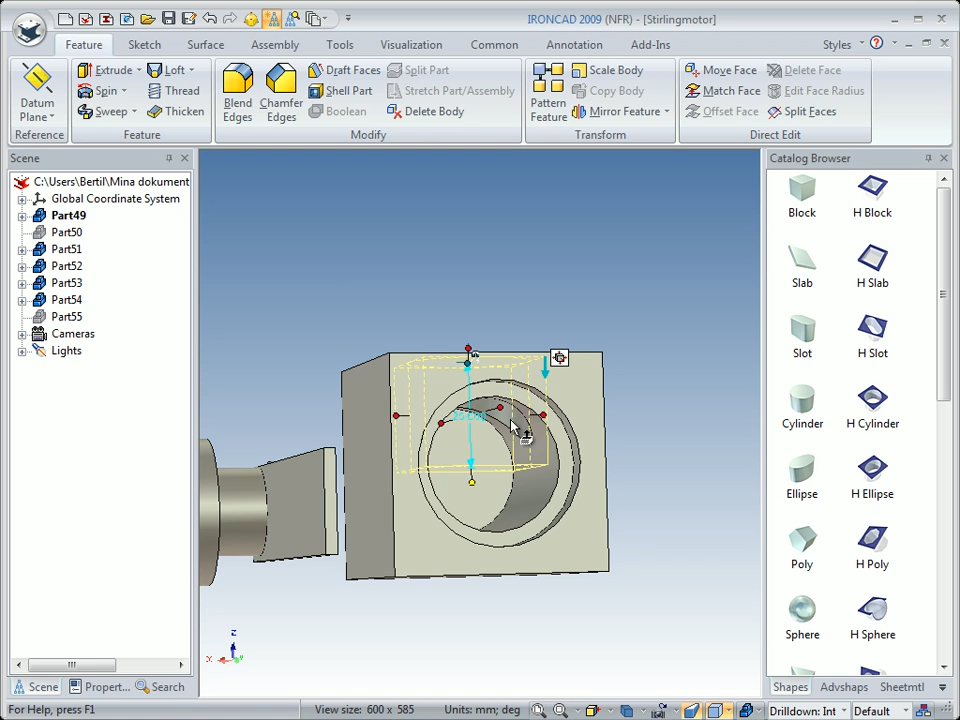 IRONCAD 2009 (NFR) - [Stirlingmotor]
Feature Sketch Surface Assembly Tools Visualization Common Annotation Add-Ins Styles
Datum Plane
Extrude
Spin
Sweep
Loft
Thread
Thicken
Blend Edges
Chamfer Edges
Draft Faces
Shell Part
Boolean
Split Part
Stretch Part/Assembly
Delete Body
Pattern Feature
Scale Body
Copy Body
Mirror Feature
Move Face
Match Face
Offset Face
Delete Face
Edit Face Radius
Split Faces
Reference Feature Modify Transform Direct Edit
Scene
C:\Users\Bertil\Mina dokument
Global Coordinate System
Part49
Part50
Part51
Part52
Part53
Part54
Part55
Cameras
Lights
z
x
Y
Catalog Browser
Block H Block
Slab H Slab
Slot H Slot
Cylinder H Cylinder
Ellipse H Ellipse
Poly H Poly
Sphere H Sphere
Scene Propert... Search
Shapes Advshaps Sheetmtl
For Help, press F1
View size: 600 x 585
Units: mm; deg
Drilldown: Int
Default